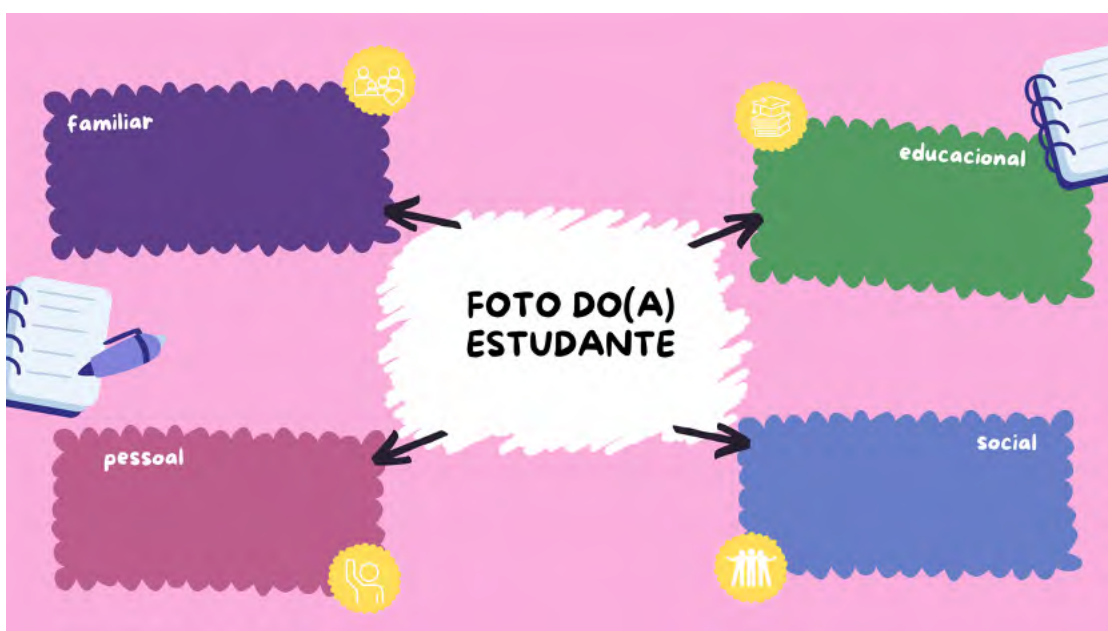 familiar
educacional
FOTO DO(A)
ESTUDANTE
pessoal
social